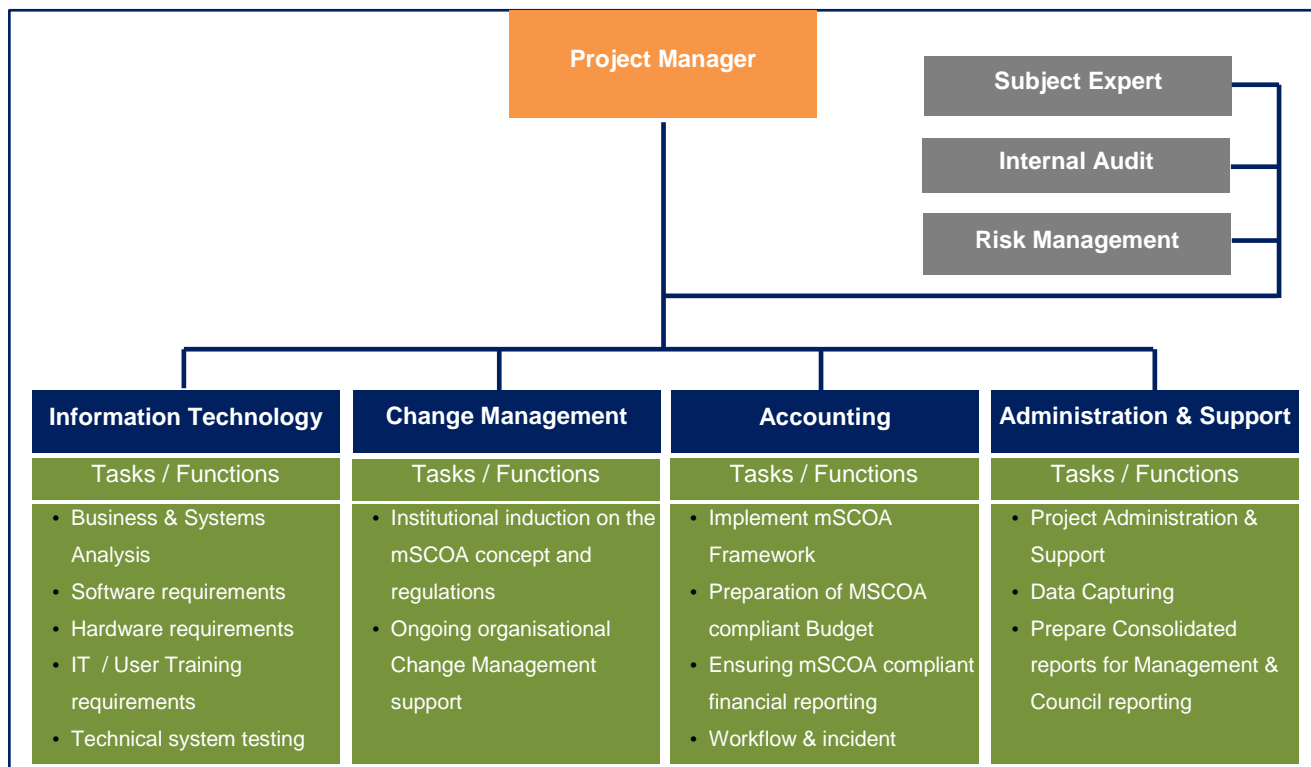 Project Manager
Subject Expert
Internal Audit
Risk Management
Information Technology
Tasks / Functions
• Business & Systems
Analysis
• Software requirements
• Hardware requirements
• IT / User Training
requirements
• Technical system testing
Change Management
Tasks / Functions
• Institutional induction on the
mSCOA concept and
regulations
• Ongoing organisational
Change Management
support
Accounting
Tasks / Functions
• Implement mSCOA
Framework
• Preparation of MSCOA
compliant Budget
• Ensuring mSCOA compliant
financial reporting
• Workflow & incident
Administration & Support
Tasks / Functions
• Project Administration &
Support
• Data Capturing
• Prepare Consolidated
reports for Management &
Council reporting